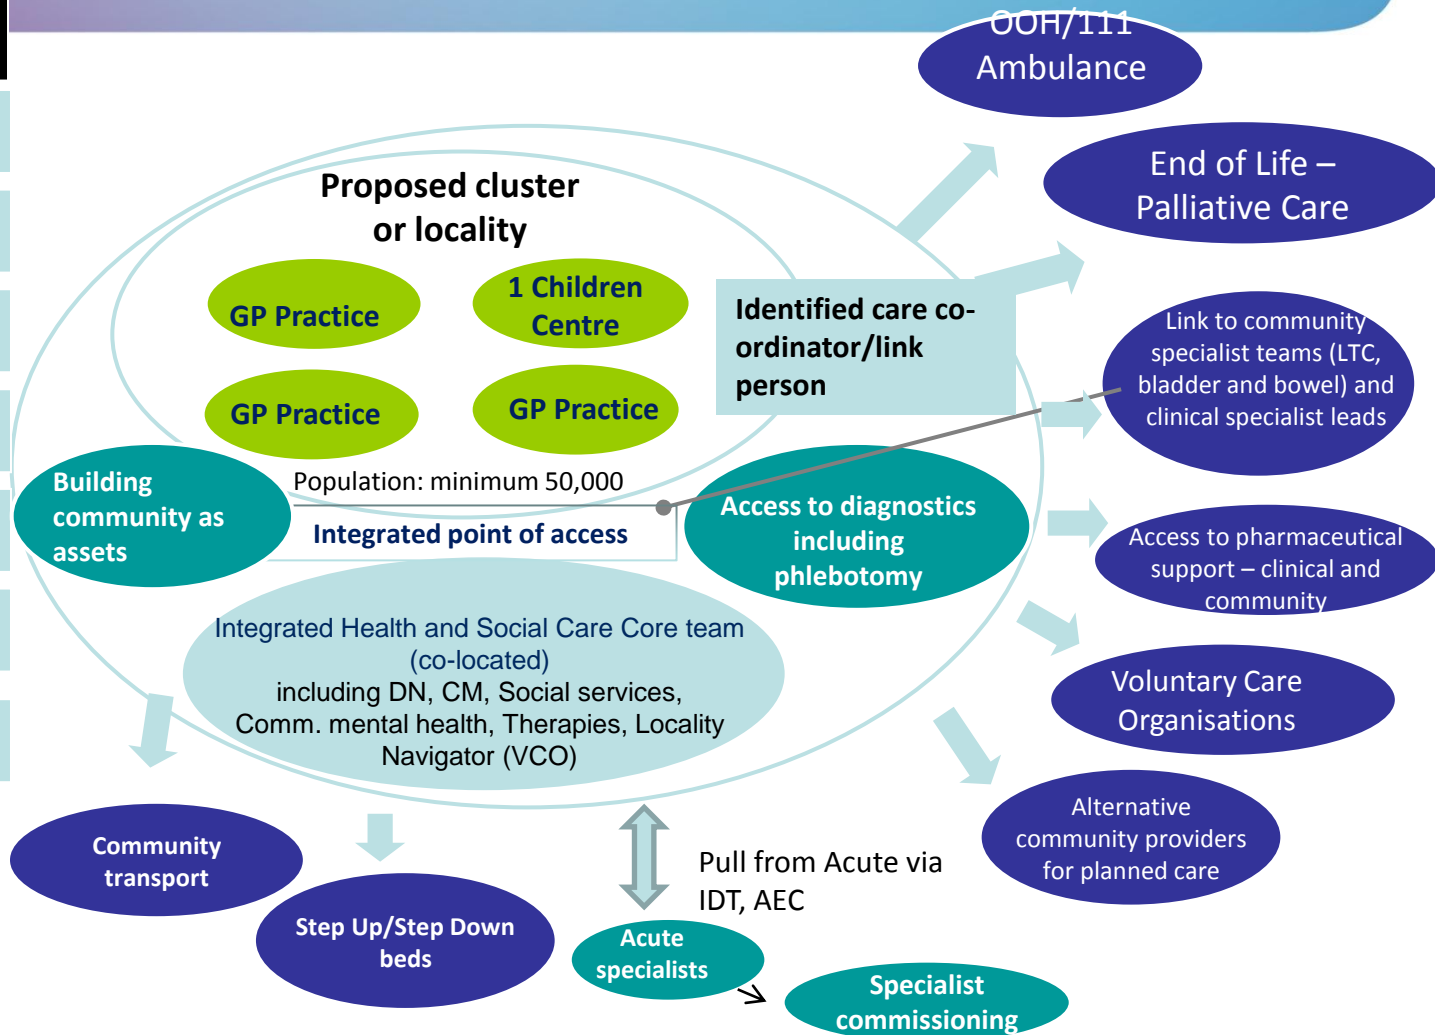 OOH/111
Ambulance
End of Life –
Palliative Care
Proposed cluster
or locality
GP Practice
1 Children
Centre
GP Practice
GP Practice
Identified care co-
ordinator/link
person
Link to community
specialist teams (LTC,
bladder and bowel) and
clinical specialist leads
Building
community as
assets
Population: minimum 50,000
Integrated point of access
Access to diagnostics
including
phlebotomy
Access to pharmaceutical
support – clinical and
community
Integrated Health and Social Care Core team
(co-located)
including DN, CM, Social services,
Comm. mental health, Therapies, Locality
Navigator (VCO)
Voluntary Care
Organisations
Alternative
community providers
for planned care
Community
transport
Step Up/Step Down
beds
Pull from Acute via
IDT, AEC
Acute
specialists
Specialist
commissioning